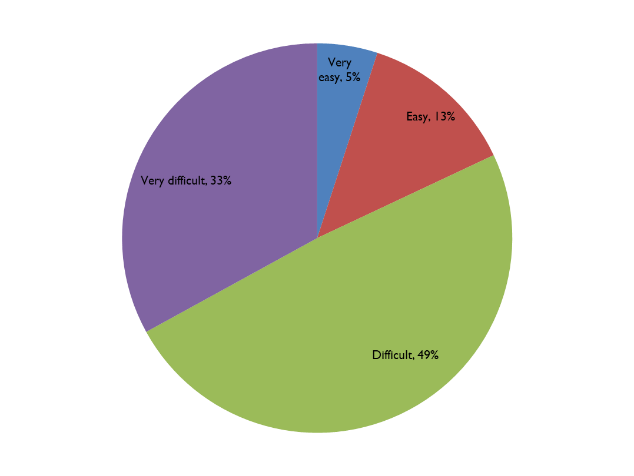 Very
easy, 5%
Easy, 13%
Very difficult, 33%
Difficult, 49%